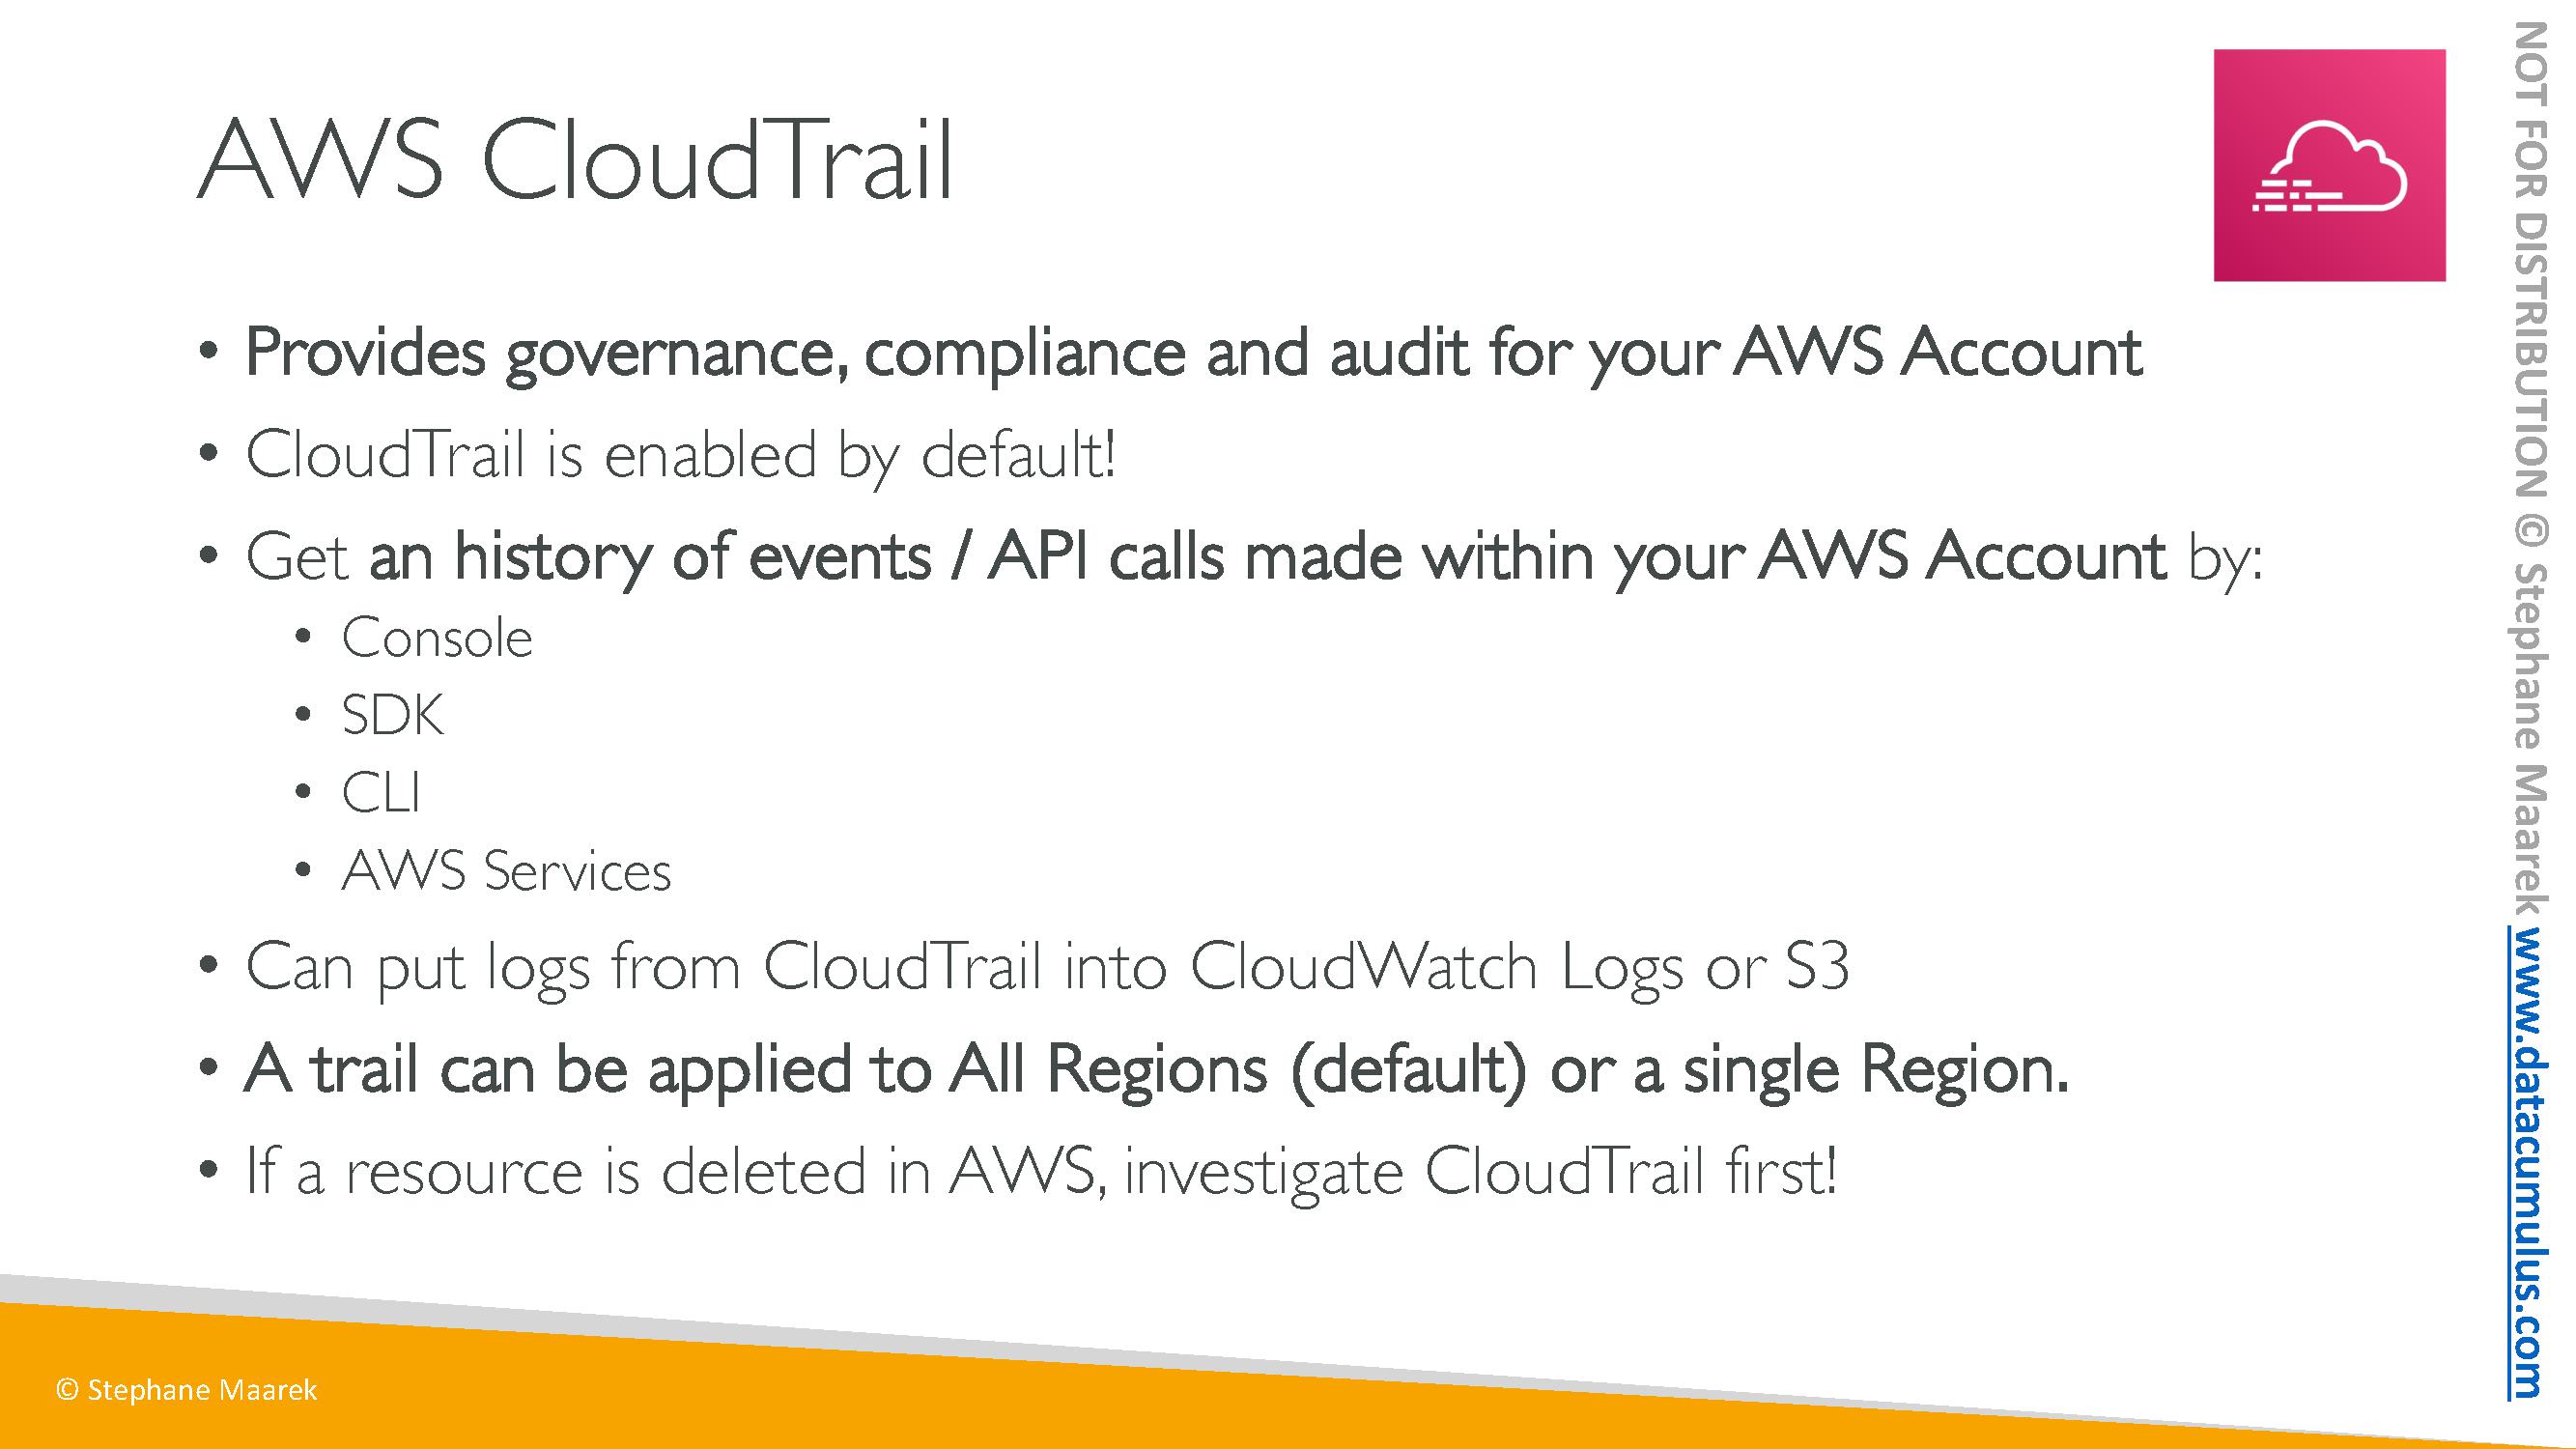 AWS CloudTrail
• Provides governance, compliance and audit for your AWS Account
• CloudTrail is enabled by default!
• Get an history of events / API calls made within your AWS Account by:
• Console
• SDK
• CLI
• AWS Services
• Can put logs from CloudTrail into CloudWatch Logs or S3
• A trail can be applied to All Regions (default) or a single Region.
• If a resource is deleted in AWS, investigate CloudTrail first!
© Stephane Maarek
NOT FOR DISTRIBUTION © Stephane Maarek www.datacumulus.com